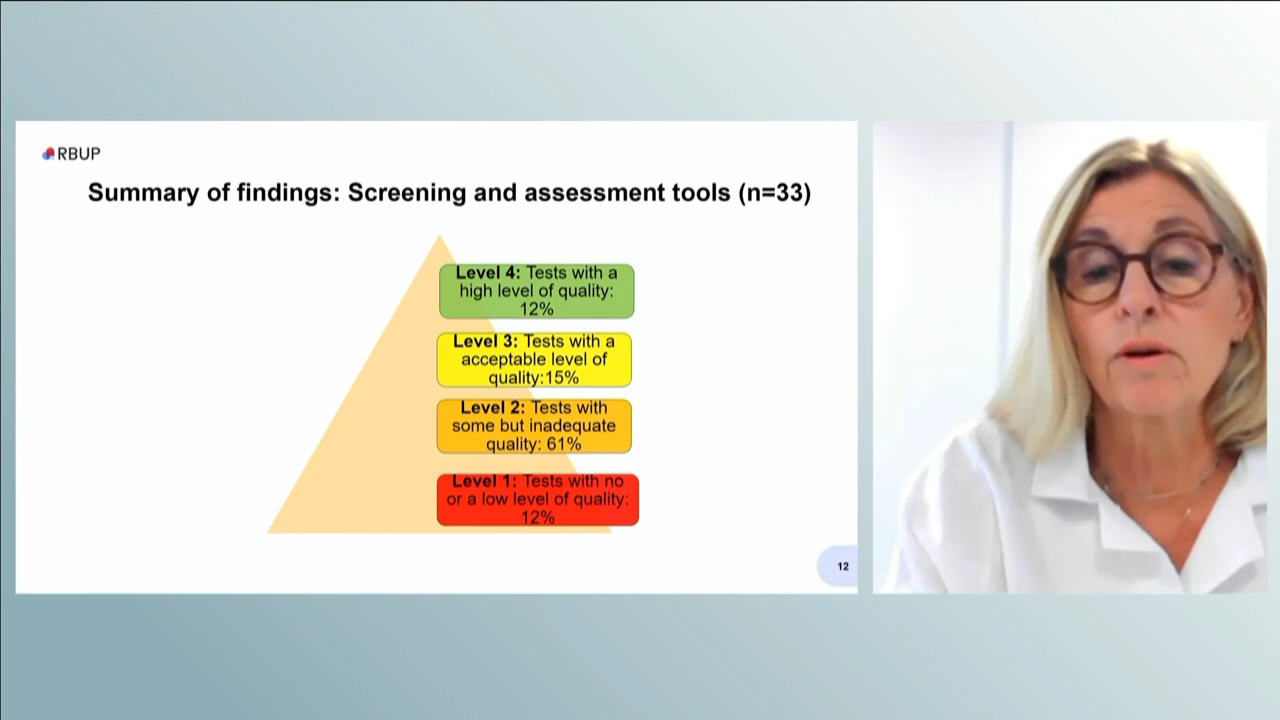 RBUP
Summary of findings: Screening and assessment tools (n=33)
Level 4: Tests with a
high level of quality:
12%
Level 3: Tests with a
acceptable level of
quality:15%
Level 2: Tests with
some but inadequate
quality: 61%
Level 1: Tests with no
or a low level of quality:
12%
12